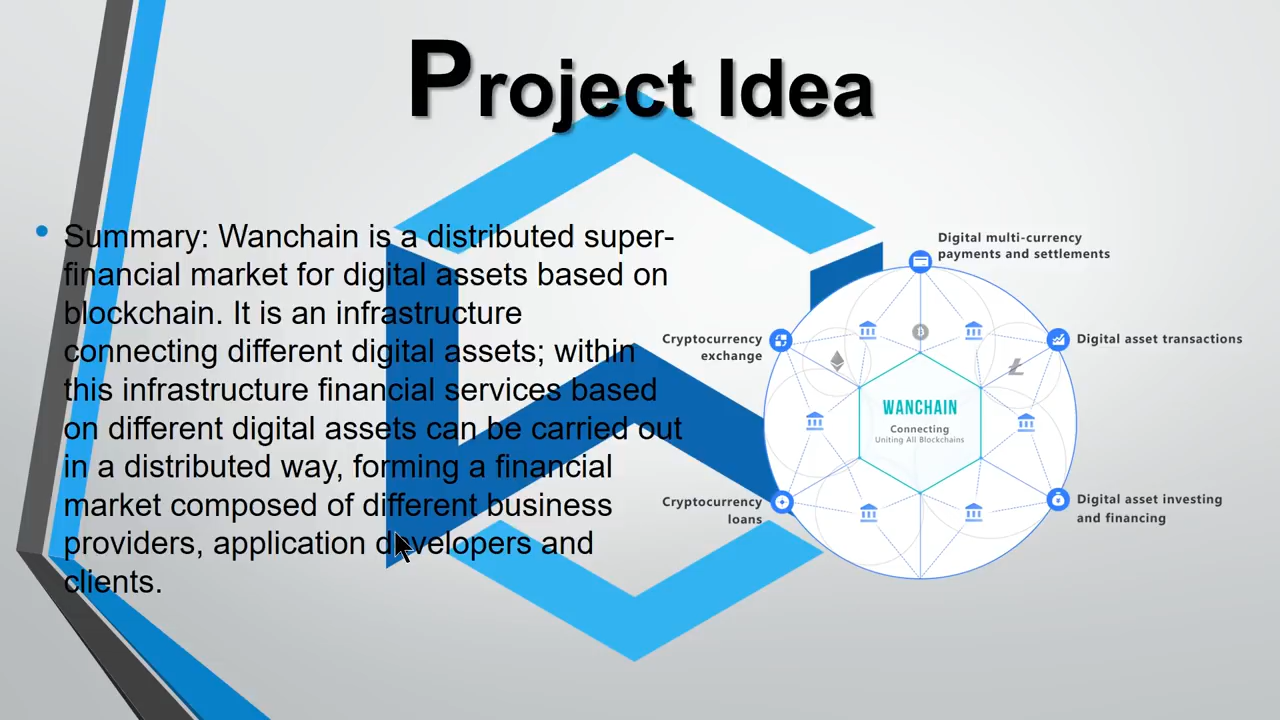 Project Idea
Summary: Wanchain is a distributed super-
financial market for digital assets based on
blockchain. It is an infrastructure
connecting different digital assets; within
this infrastructure financial services based
on different digital assets can be carried out
in a distributed way, forming a financial
market composed of different business
providers, application developers and
clients.
Digital multi-currency
payments and settlements
Cryptocurrency
exchange
Digital asset transactions
WANCHAIN
Connecting
Uniting All Blockchains
Cryptocurrency
loans
Digital asset investing
and financing